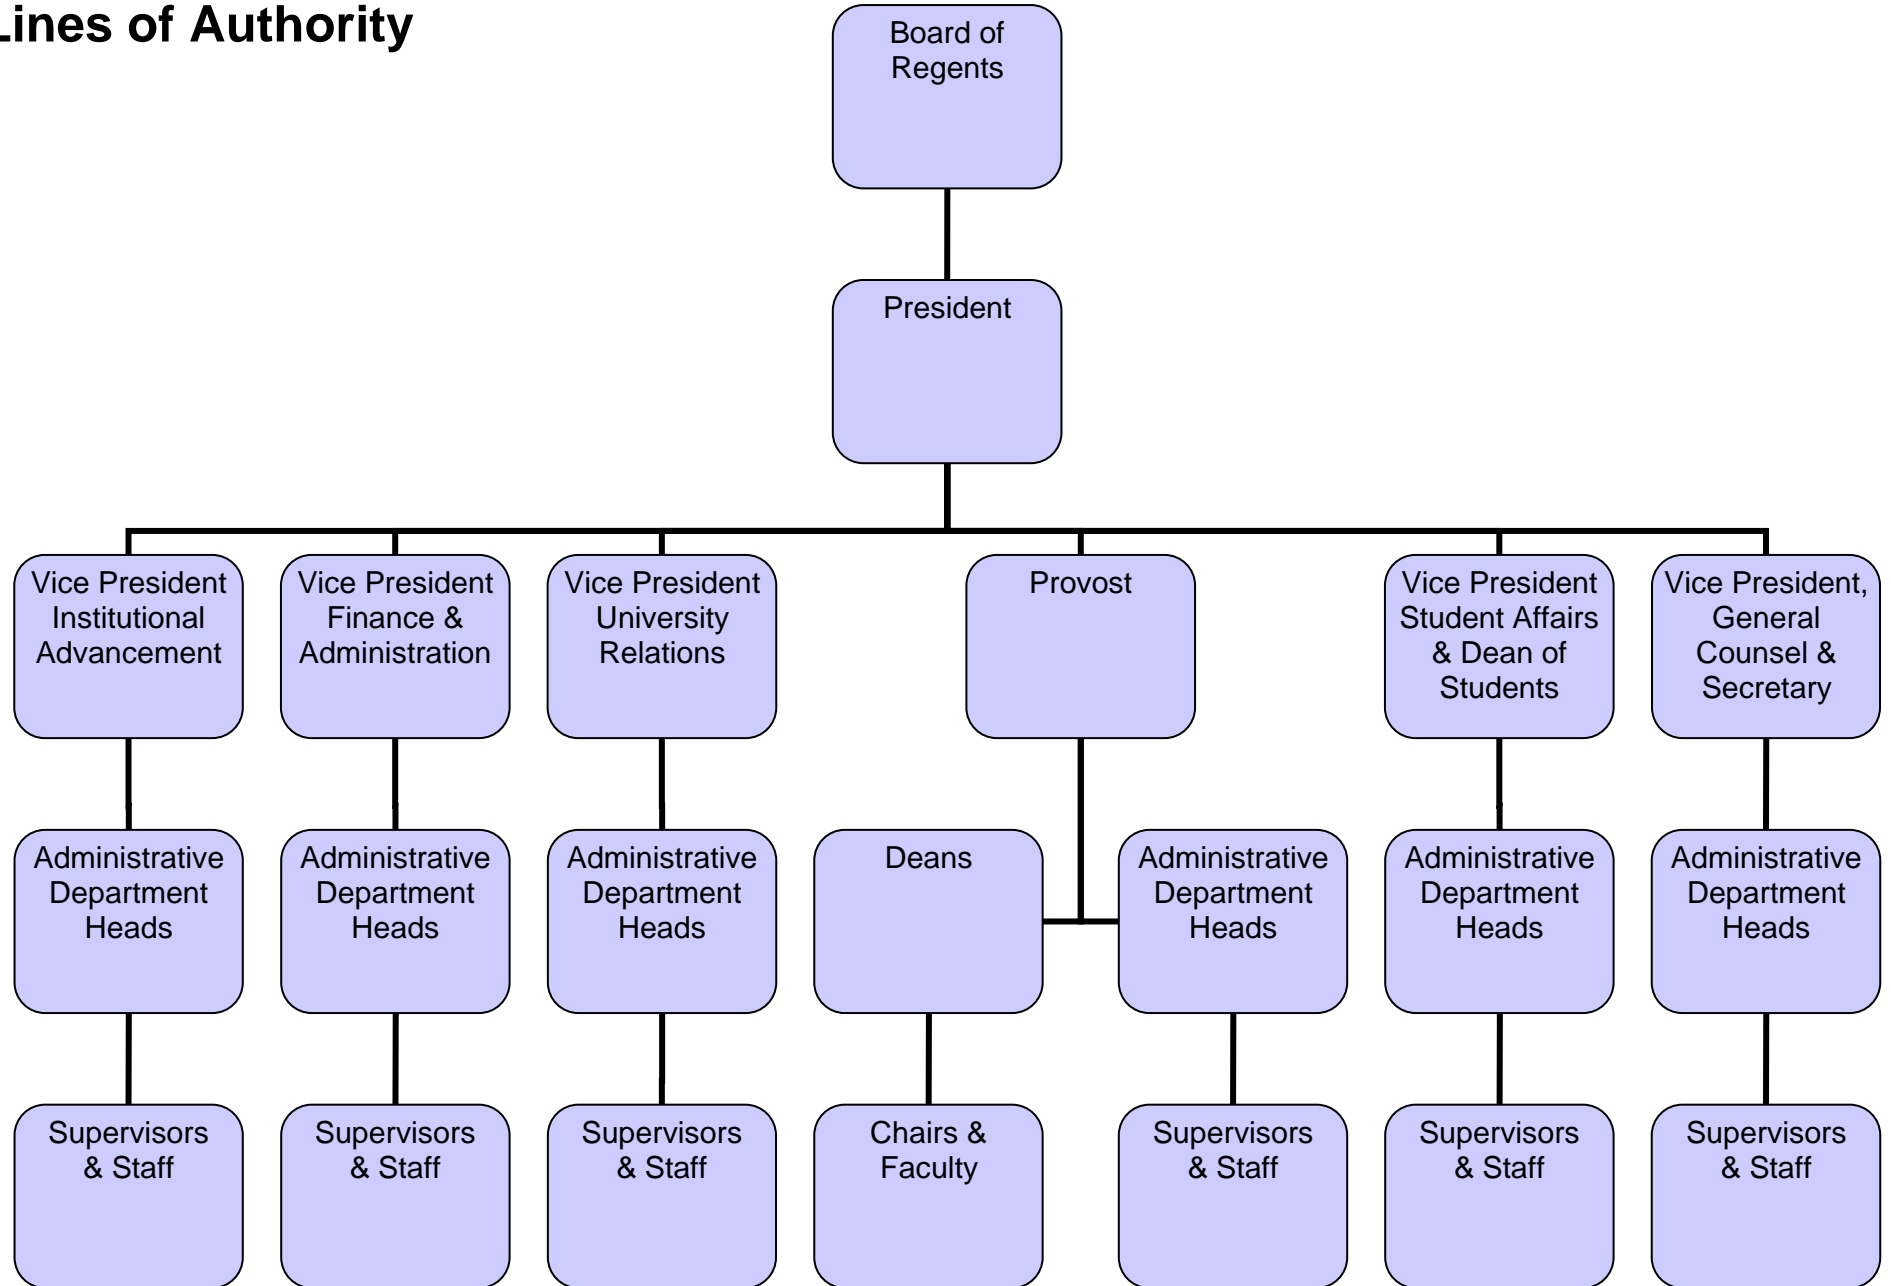 Lines of Authority
Board of
Regents
President
Vice President
Institutional
Advancement
Vice President
Finance &
Administration
Vice President
University
Relations
Provost
Vice President
Student Affairs
& Dean of
Students
Vice President,
General
Counsel &
Secretary
Administrative
Department
Heads
Administrative
Department
Heads
Administrative
Department
Heads
Deans
Administrative
Department
Heads
Administrative
Department
Heads
Administrative
Department
Heads
Supervisors
& Staff
Supervisors
& Staff
Supervisors
& Staff
Chairs &
Faculty
Supervisors
& Staff
Supervisors
& Staff
Supervisors
& Staff